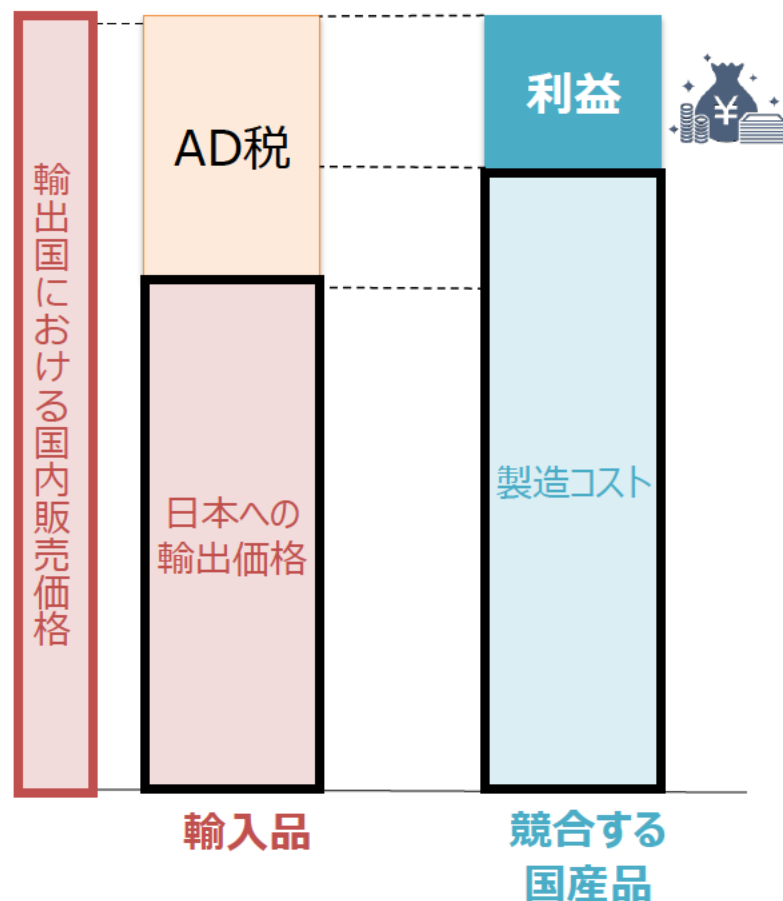 輸出国における国内販売価格
AD税
日本への
輸出価格
輸入品
利益
¥
製造コスト
競合する
国産品